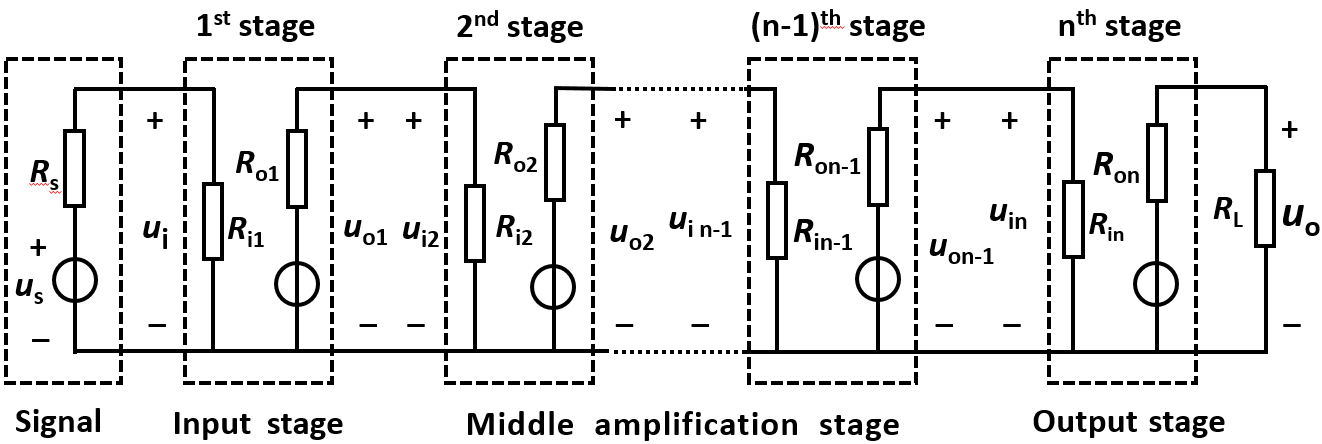 1st stage 2nd stage (n-1)th stage nth stage
+ + + + + + + +
Rs Ro1 Ro2 Ron-1 Ron
ui Ri1 uo1 ui2 Ri2 uo2 ui n-1 Rin-1 uon-1 uin Rin RL uo
+
us
− − − − − − − − −
Signal Input stage Middle amplification stage Output stage